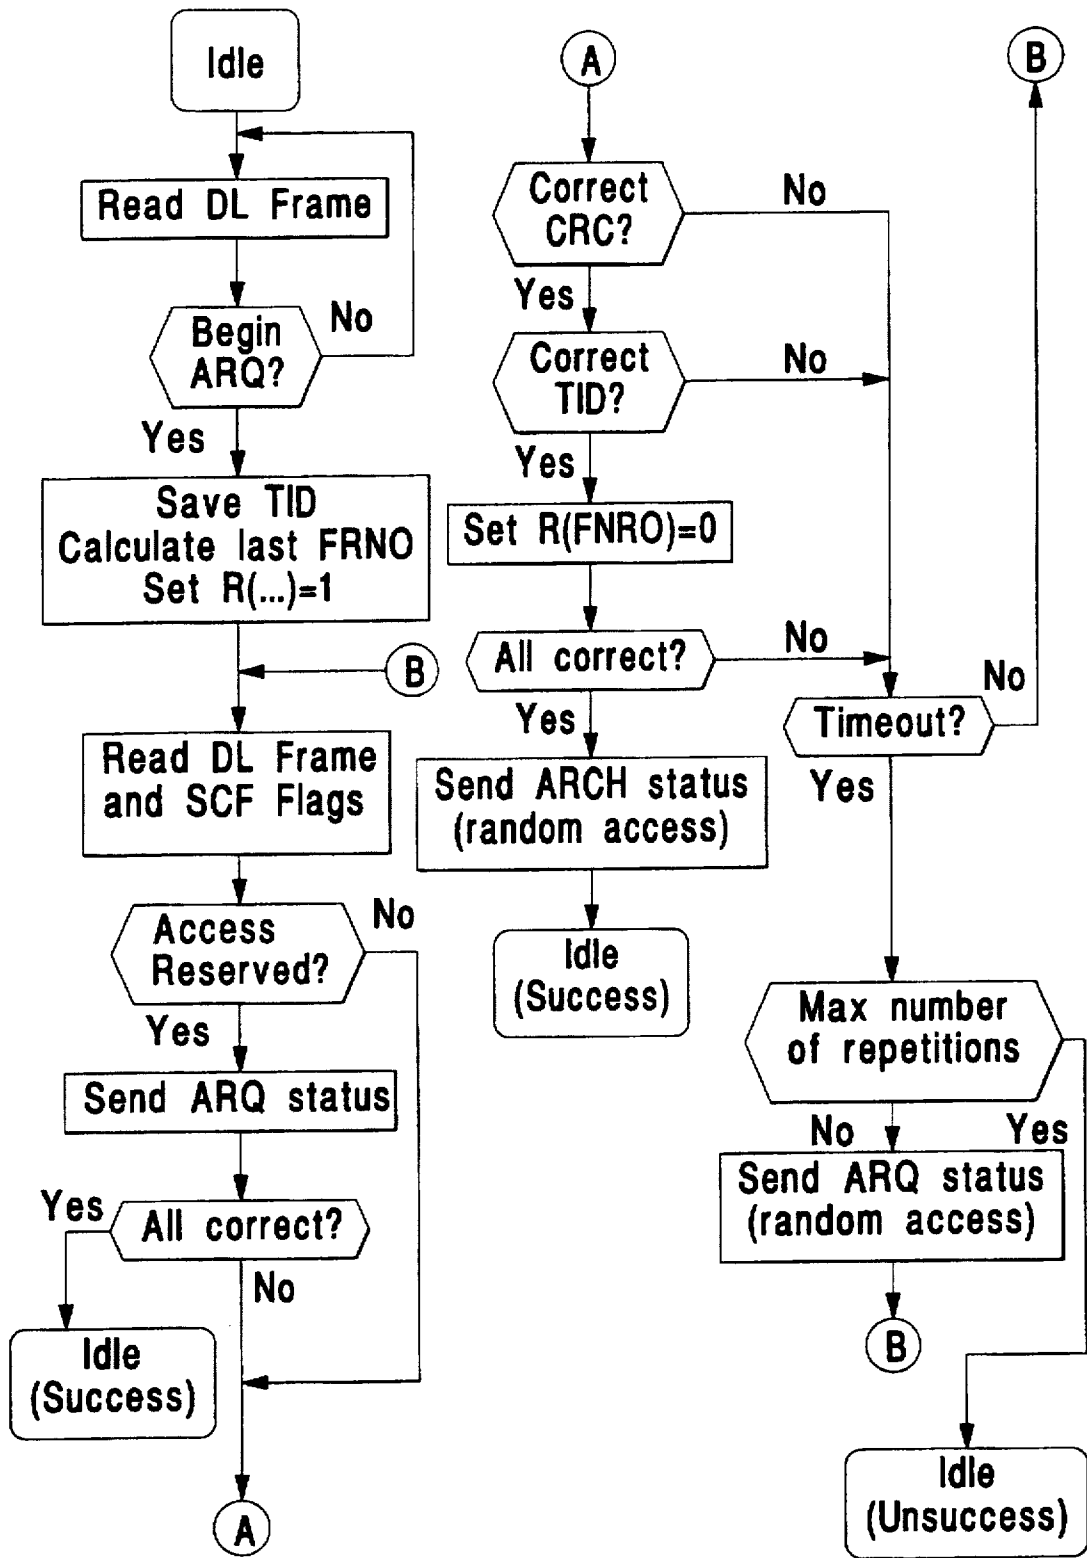 Idle
Read DL Frame
Begin
ARQ?
No
Yes
Save TID
Calculate last FRNO
Set R(...)=1
B
Read DL Frame
and SCF Flags
Access
Reserved?
No
Yes
Send ARQ status
All correct?
Yes
No
Idle
(Success)
A
A
Correct
CRC?
No
Yes
Correct
TID?
No
Yes
Set R(FNRO)=0
All correct?
No
Yes
Send ARCH status
(random access)
Idle
(Success)
B
Timeout?
No
Yes
Max number
of repetitions
No
Yes
Send ARQ status
(random access)
B
Idle
(Unsuccess)